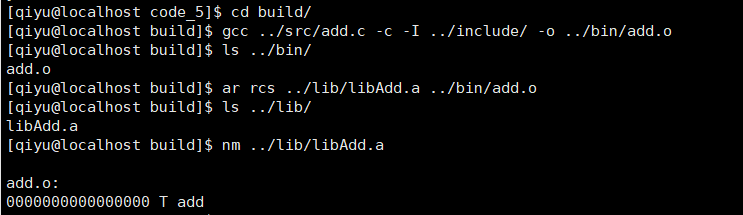 [qiyu@localhost code_5]$ cd build/
[qiyu@localhost build]$ gcc ../src/add.c -c -I ../include/ -o ../bin/add.o
[qiyu@localhost build]$ ls ../bin/
add.o
[qiyu@localhost build]$ ar rcs ../lib/libAdd.a ../bin/add.o
[qiyu@localhost build]$ ls ../lib/
libAdd.a
[qiyu@localhost build]$ nm ../lib/libAdd.a
add.o:
0000000000000000 T add